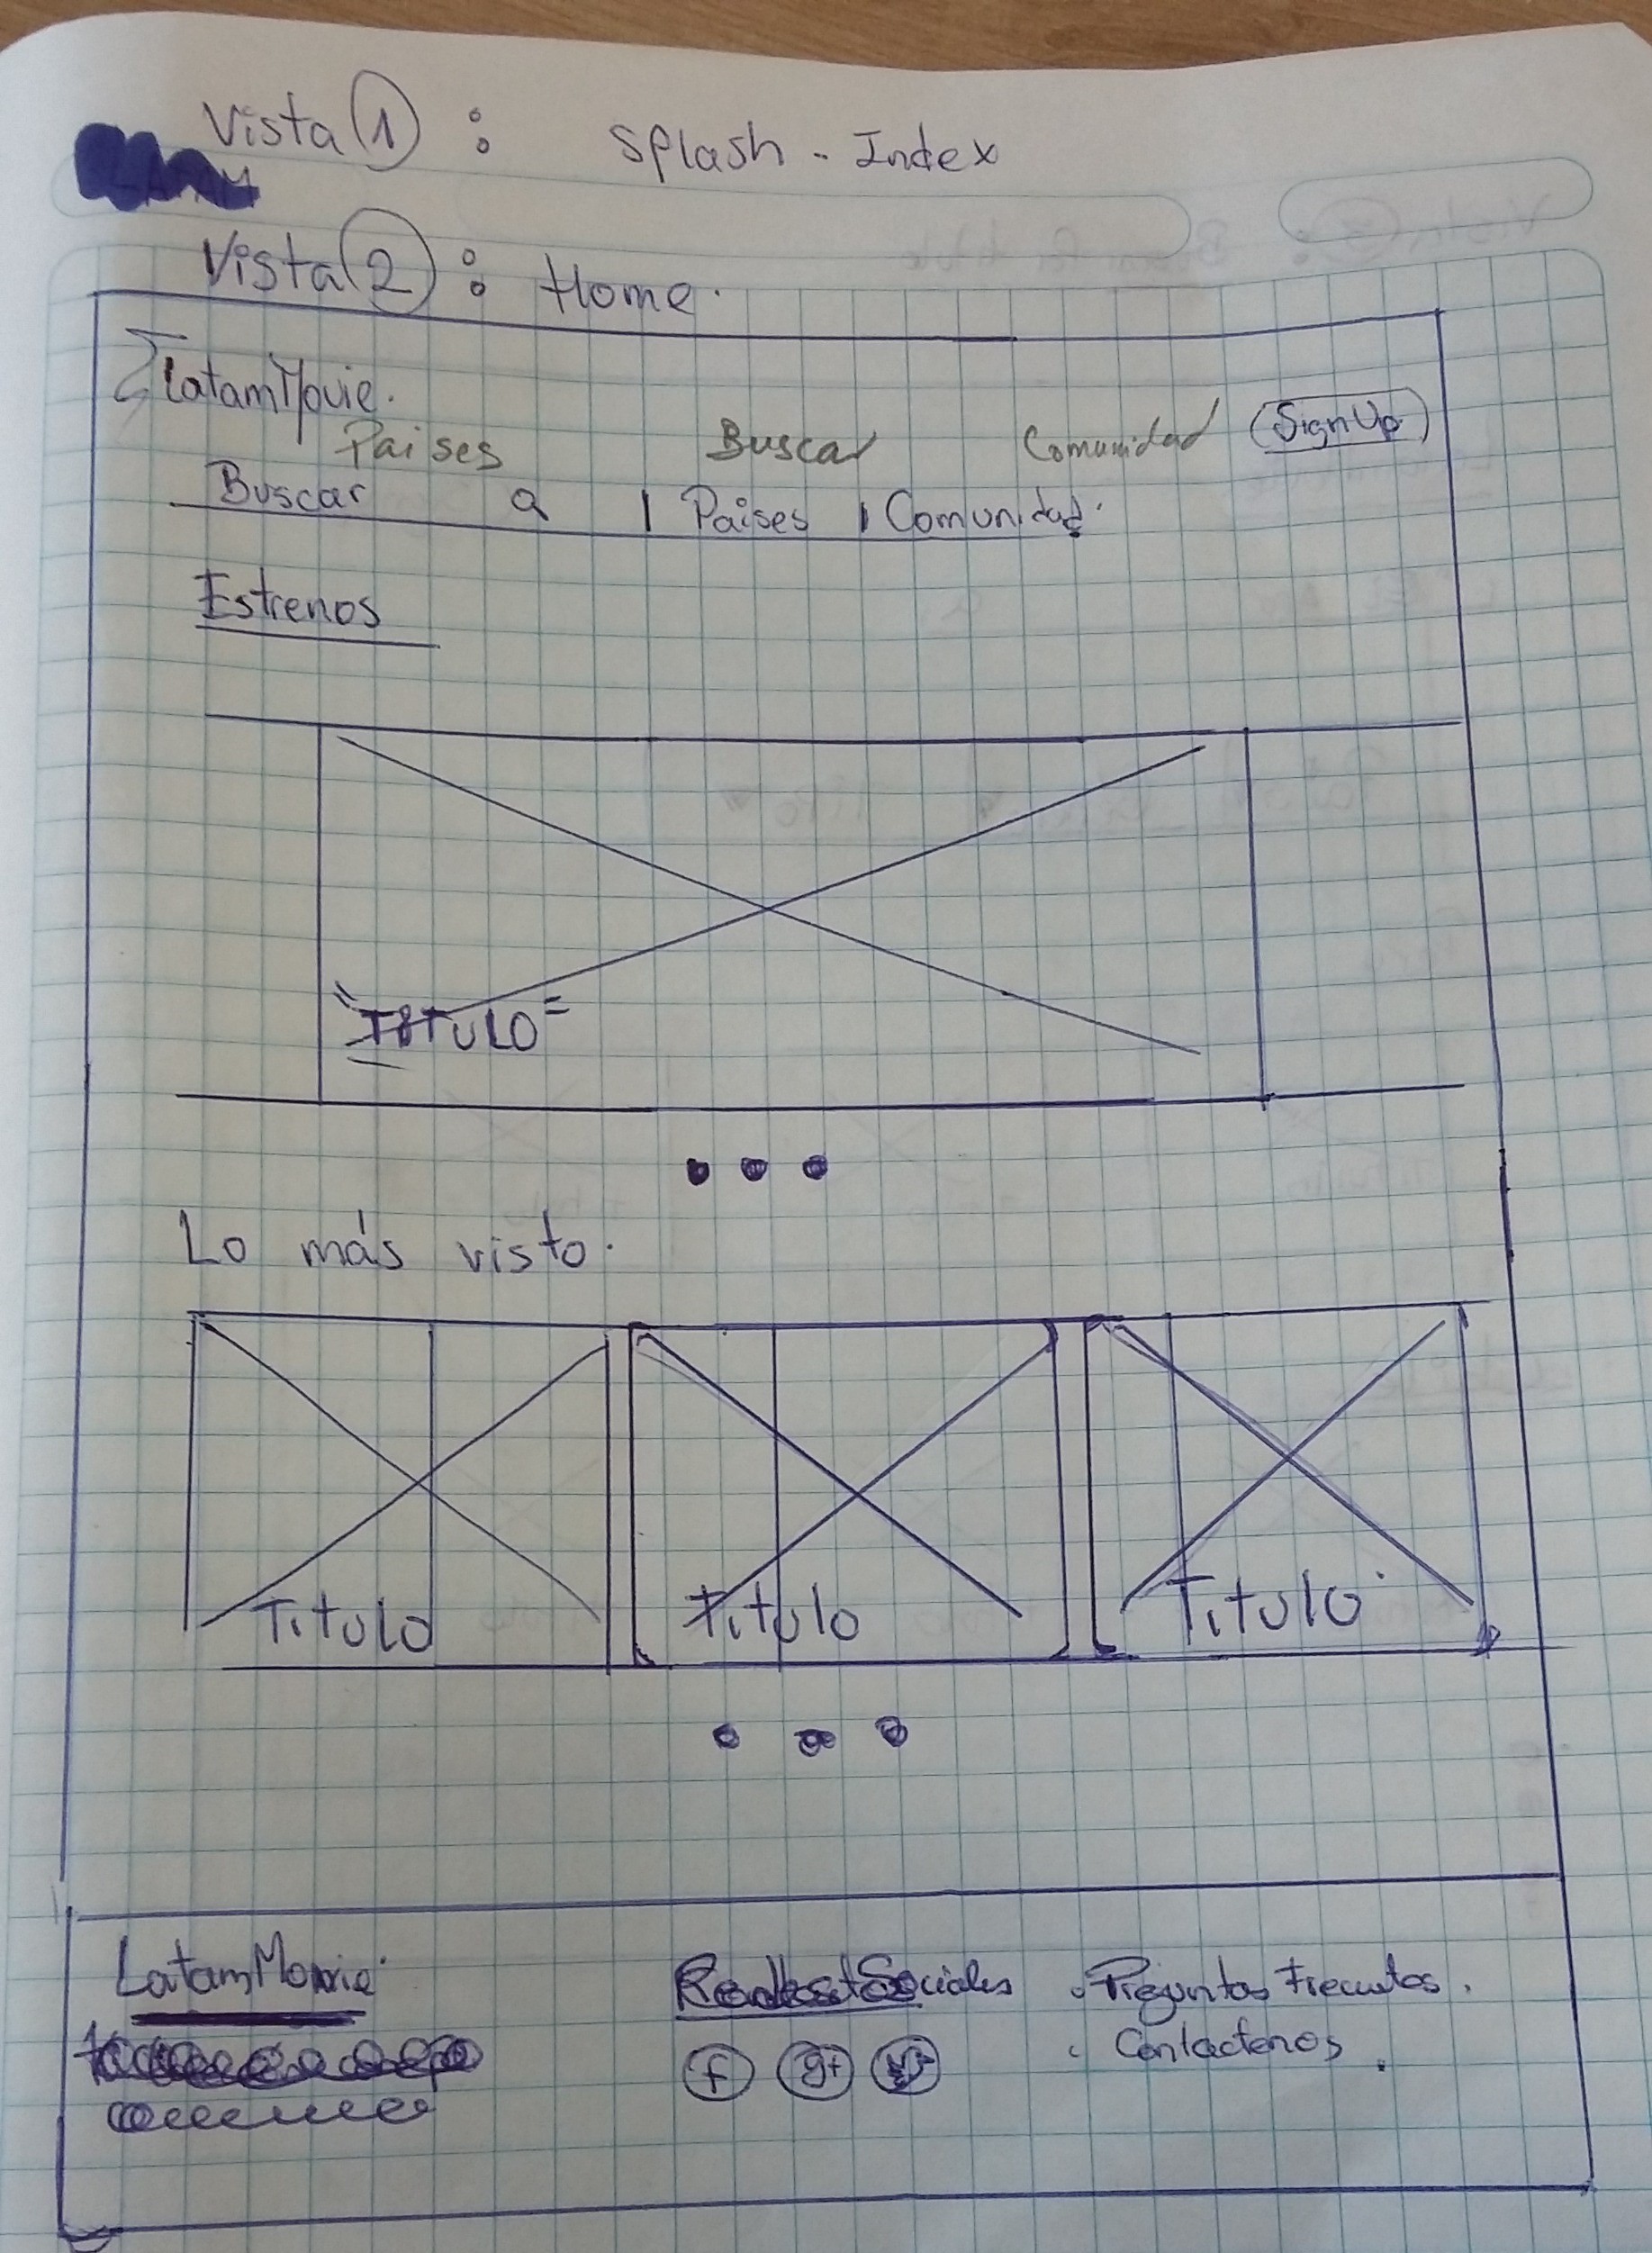 Vista 1 : Splash - Index
Vista 2 : Home.
LatamMovie.
Paises Buscar Comunidad SignUp
Buscar | Paises | Comunidad.
Estrenos
"TITULO"
Lo más visto.
Titulo Titulo Titulo
LatamMovie Redes Sociales . Preguntas Frecuetes.
f g+ . Contactenos.